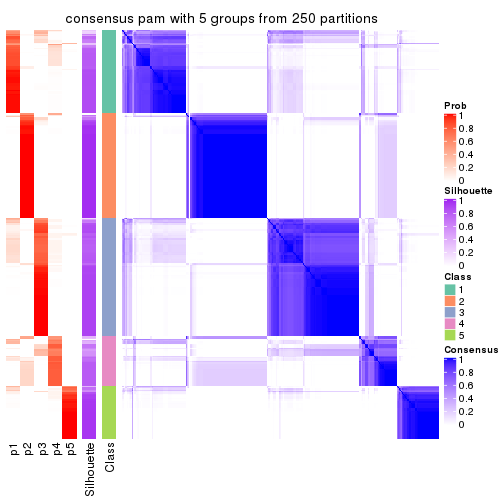 consensus pam with 5 groups from 250 partitions
Prob
1
0.8
0.6
0.4
0.2
0
Silhouette
1
0.8
0.6
0.4
0.2
0
Class
1
2
3
4
5
Consensus
1
0.8
0.6
0.4
0.2
0
p1
p2
p3
p4
p5
Silhouette
Class